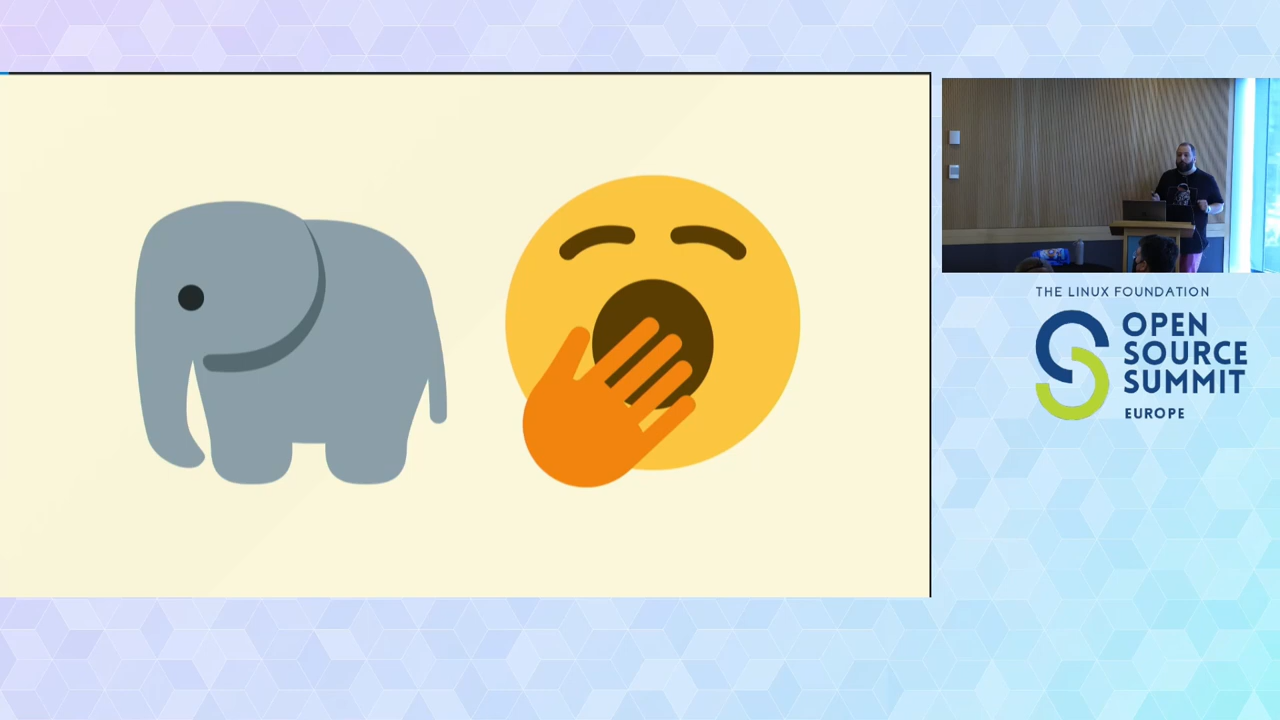 THE LINUX FOUNDATION
OPEN
SOURCE
SUMMIT
EUROPE